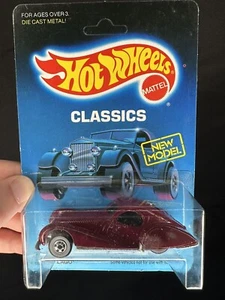 FOR AGES OVER 3.
DIE CAST METAL!
Hot Wheels
MATTEL
CLASSICS
NEW
MODEL